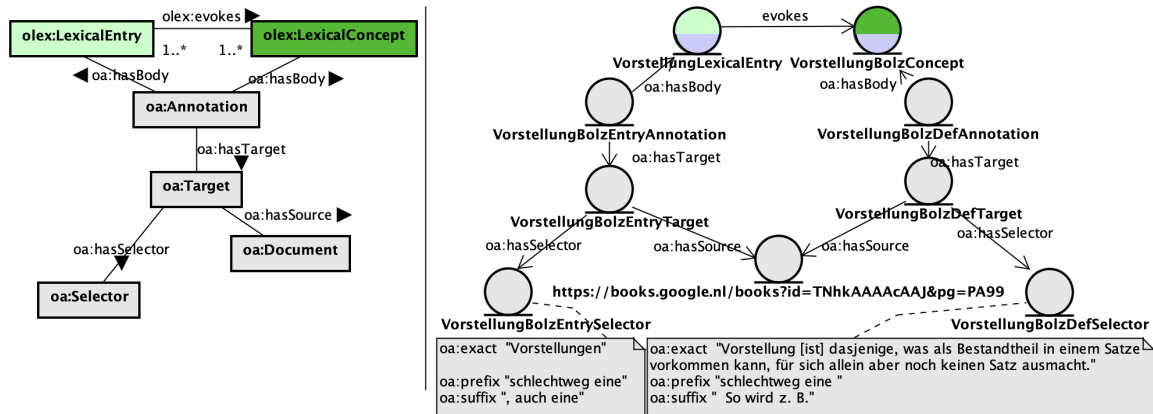 olex:evokes
olex:LexicalEntry
olex:LexicalConcept
1..*
1..*
oa:hasBody
oa:hasBody
oa:Annotation
oa:hasTarget
oa:Target
oa:hasSource
oa:Document
oa:hasSelector
oa:Selector
evokes
VorstellungLexicalEntry
VorstellungBolzConcept
oa:hasBody
oa:hasBody
VorstellungBolzEntryAnnotation
VorstellungBolzDefAnnotation
oa:hasTarget
oa:hasTarget
VorstellungBolzEntryTarget
VorstellungBolzDefTarget
oa:hasSelector
oa:hasSource
oa:hasSource
oa:hasSelector
https://books.google.nl/books?id=TNhkAAAAcAAJ&pg=PA99
VorstellungBolzEntrySelector
VorstellungBolzDefSelector
oa:exact "Vorstellungen"
oa:prefix "schlechtweg eine"
oa:suffix ", auch eine"
oa:exact "Vorstellung [ist] dasjenige, was als Bestandtheil in einem Satze
vorkommen kann, für sich allein aber noch keinen Satz ausmacht."
oa:prefix "schlechtweg eine "
oa:suffix " So wird z. B."